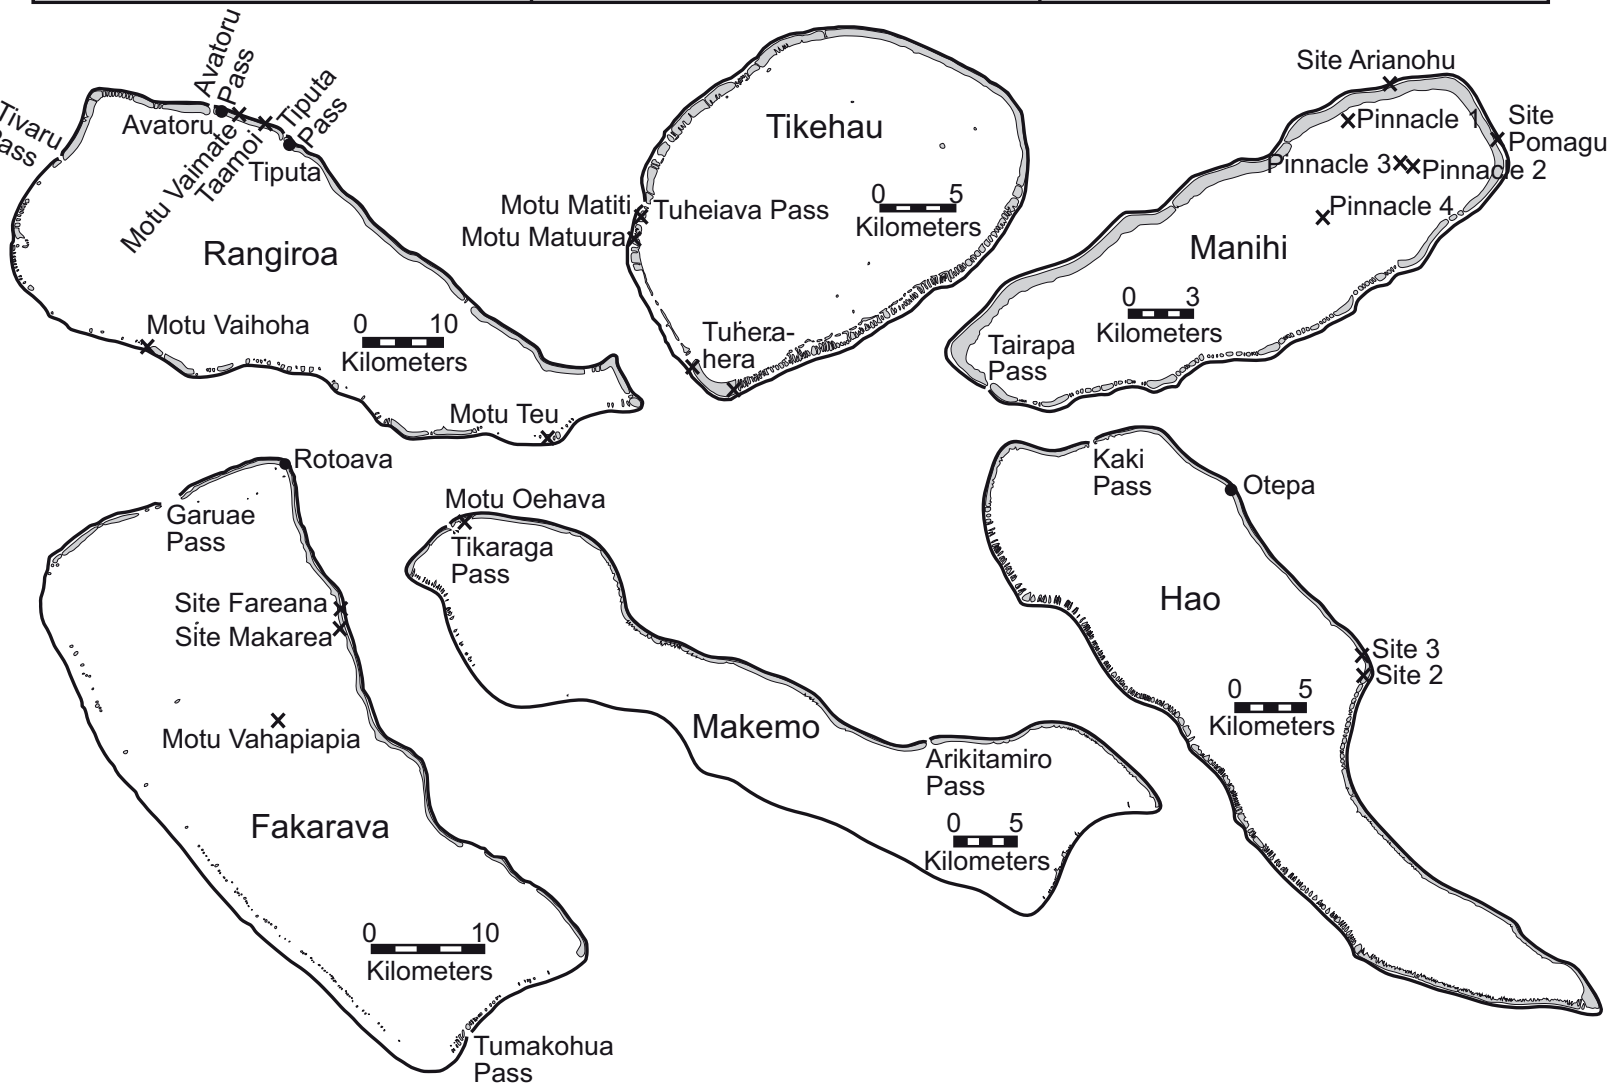 Avatoru
Pass
Tiputa
Pass
Tivaru
Pass
Avatoru
Motu Vaimate
Taamoi
Tiputa
Rangiroa
Motu Vaihoha
0 10
Kilometers
Motu Teu
Tikehau
Motu Matiti
Tuheiava Pass
Motu Matuura
0 5
Kilometers
Tuhera-
hera
Site Arianohu
Pinnacle 1
Site
Pomagu
Pinnacle 3
Pinnacle 2
Pinnacle 4
Manihi
0 3
Kilometers
Tairapa
Pass
Rotoava
Garuae
Pass
Site Fareana
Site Makarea
Motu Vahapiapia
Fakarava
0 10
Kilometers
Tumakohua
Pass
Motu Oehava
Tikaraga
Pass
Makemo
Arikitamiro
Pass
0 5
Kilometers
Kaki
Pass
Otepa
Hao
Site 3
Site 2
0 5
Kilometers